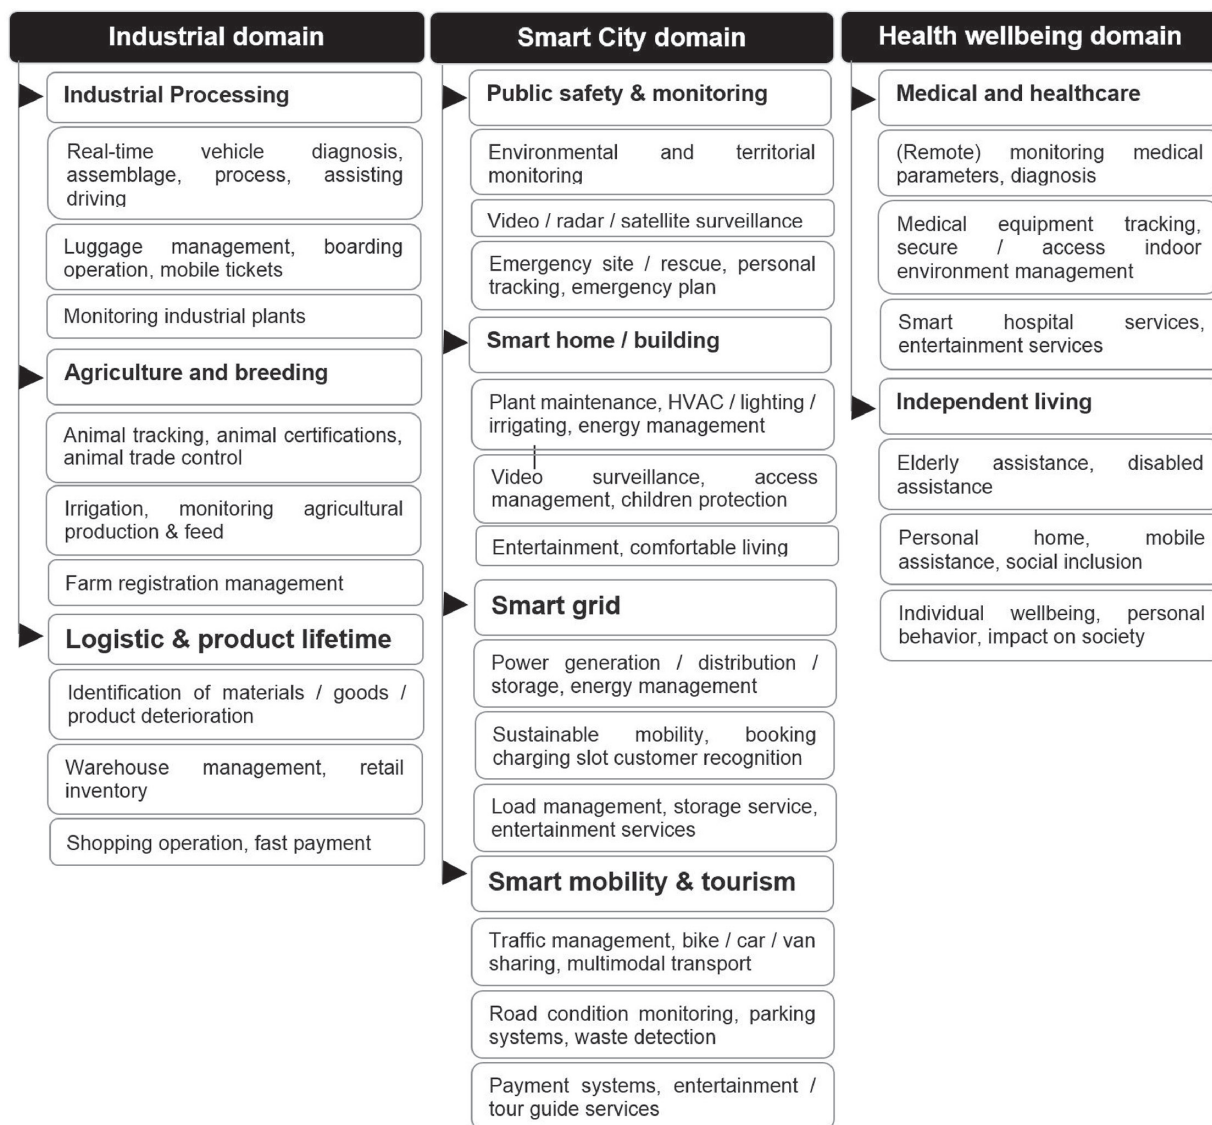 Industrial domain
Industrial Processing
Real-time vehicle diagnosis,
assemblage, process, assisting
driving
Luggage management, boarding
operation, mobile tickets
Monitoring industrial plants
Agriculture and breeding
Animal tracking, animal certifications,
animal trade control
Irrigation, monitoring agricultural
production & feed
Farm registration management
Logistic & product lifetime
Identification of materials / goods /
product deterioration
Warehouse management, retail
inventory
Shopping operation, fast payment
Smart City domain
Public safety & monitoring
Environmental and territorial
monitoring
Video / radar / satellite surveillance
Emergency site / rescue, personal
tracking, emergency plan
Smart home / building
Plant maintenance, HVAC / lighting /
irrigating, energy management
Video surveillance, access
management, children protection
Entertainment, comfortable living
Smart grid
Power generation / distribution /
storage, energy management
Sustainable mobility, booking
charging slot customer recognition
Load management, storage service,
entertainment services
Smart mobility & tourism
Traffic management, bike / car / van
sharing, multimodal transport
Road condition monitoring, parking
systems, waste detection
Payment systems, entertainment /
tour guide services
Health wellbeing domain
Medical and healthcare
(Remote) monitoring medical
parameters, diagnosis
Medical equipment tracking,
secure / access indoor
environment management
Smart hospital services,
entertainment services
Independent living
Elderly assistance, disabled
assistance
Personal home, mobile
assistance, social inclusion
Individual wellbeing, personal
behavior, impact on society